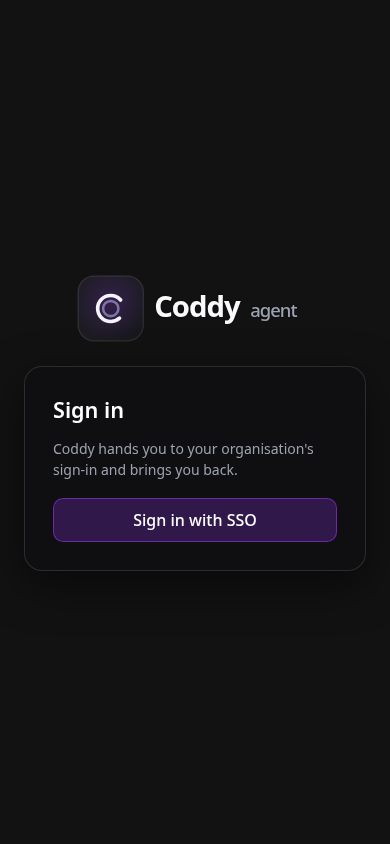 Coddy agent
Sign in
Coddy hands you to your organisation's
sign-in and brings you back.
Sign in with SSO